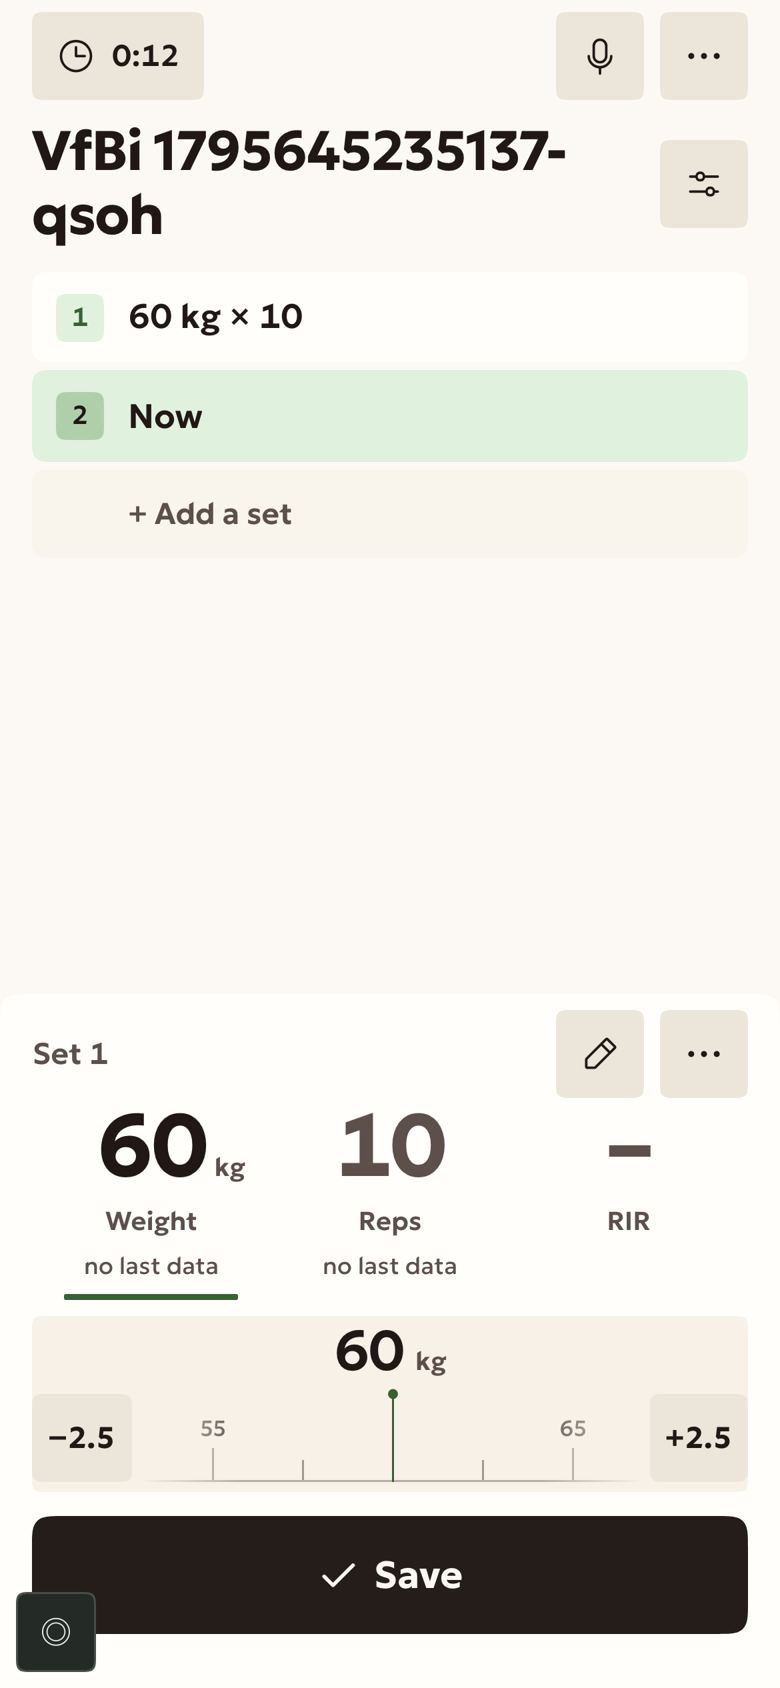 0:12
VfBi 1795645235137-
qsoh
1 60 kg × 10
2 Now
+ Add a set
Set 1
60 kg 10 –
Weight Reps RIR
no last data no last data
60 kg
−2.5 55 65 +2.5
Save